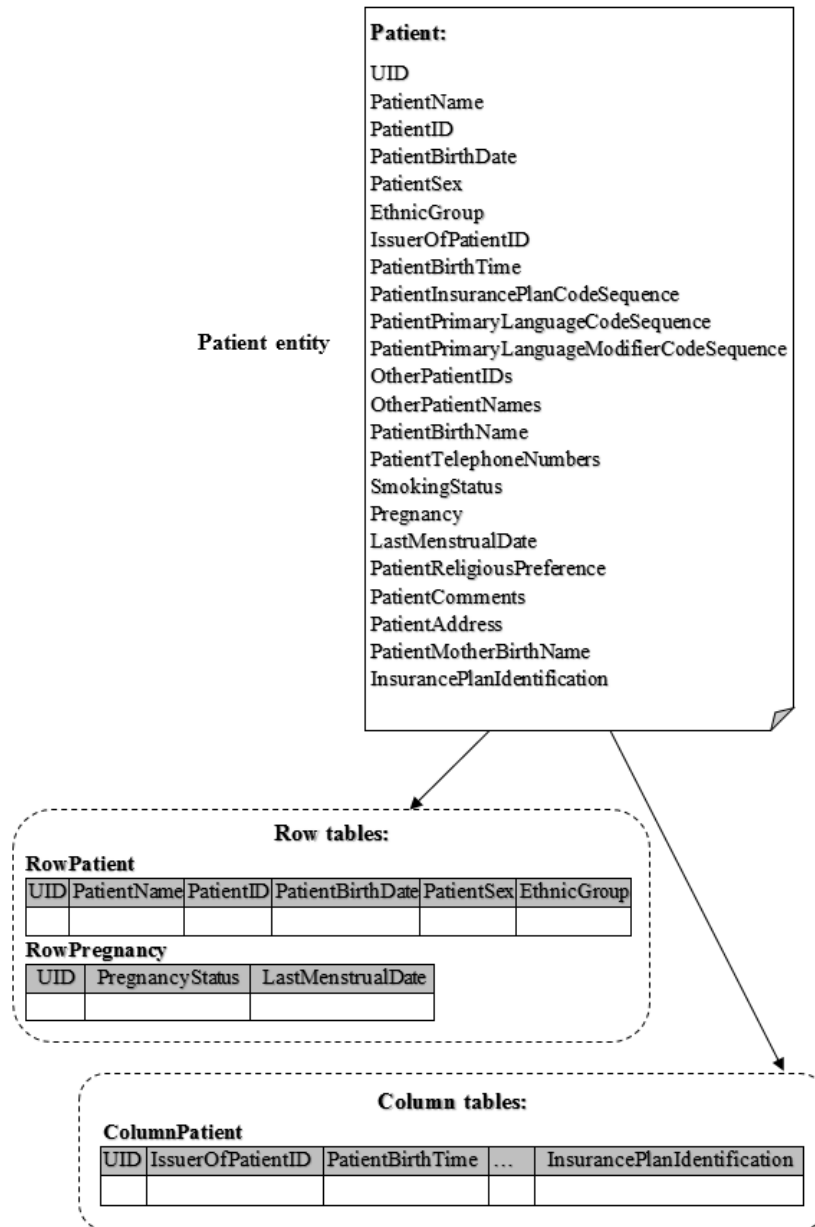 Patient:
UID
PatientName
PatientID
PatientBirthDate
PatientSex
EthnicGroup
IssuerOfPatientID
PatientBirthTime
PatientInsurancePlanCodeSequence
PatientPrimaryLanguageCodeSequence
Patient entity
PatientPrimaryLanguageModifierCodeSequence
OtherPatientIDs
OtherPatientNames
PatientBirthName
PatientTelephoneNumbers
SmokingStatus
Pregnancy
LastMenstrualDate
PatientReligiousPreference
PatientComments
PatientAddress
PatientMotherBirthName
InsurancePlanIdentification
Row tables:
RowPatient
UID PatientName PatientID PatientBirthDate PatientSex EthnicGroup
RowPregnancy
UID PregnancyStatus LastMenstrualDate
Column tables:
ColumnPatient
UID IssuerOfPatientID PatientBirthTime ... InsurancePlanIdentification